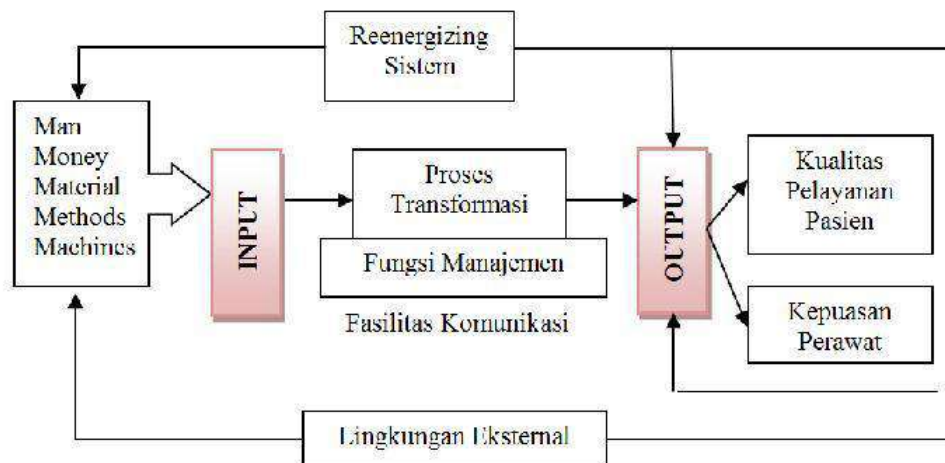 Reenergizing
Sistem
Man
Money
Material
Methods
Machines
INPUT
Proses
Transformasi
Fungsi Manajemen
Fasilitas Komunikasi
OUTPUT
Kualitas
Pelayanan
Pasien
Kepuasan
Perawat
Lingkungan Eksternal